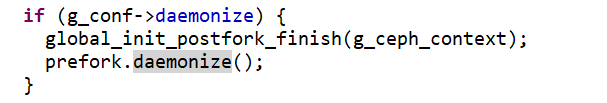 if (g_conf->daemonize) {
  global_init_postfork_finish(g_ceph_context);
  prefork.daemonize();
}